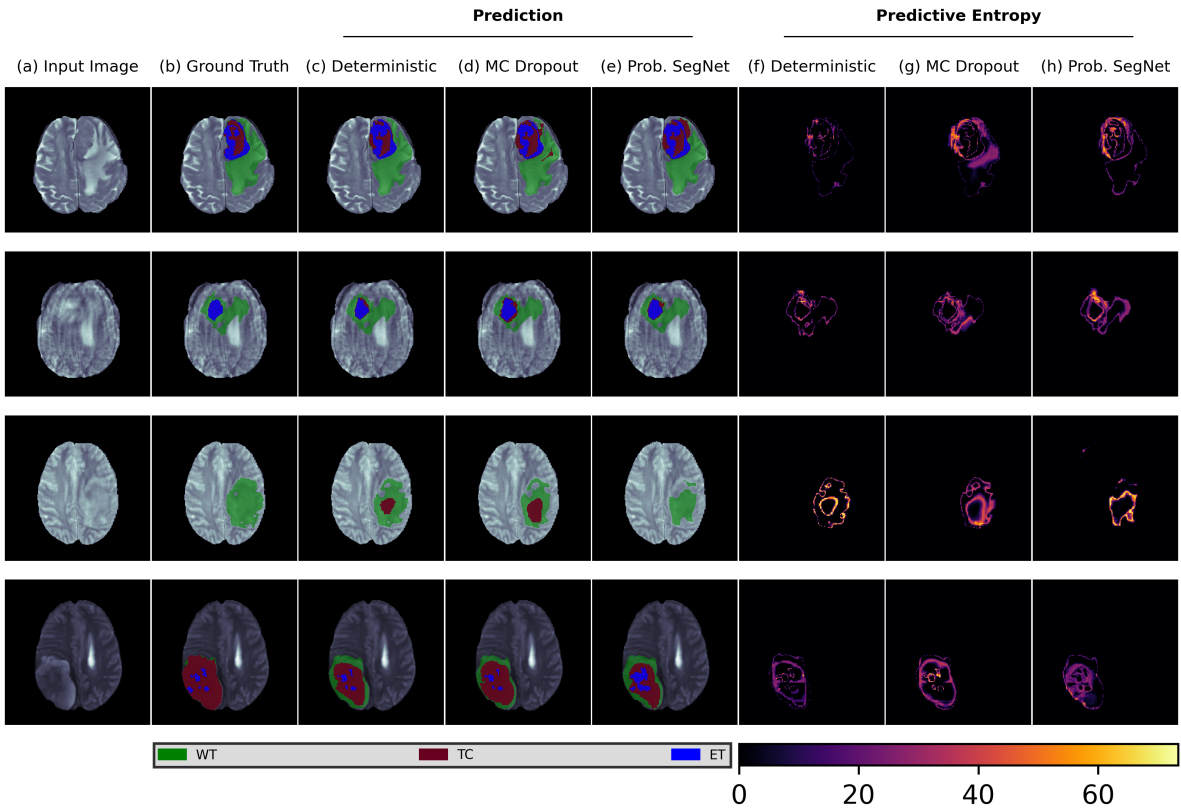 Prediction Predictive Entropy
(a) Input Image (b) Ground Truth (c) Deterministic (d) MC Dropout (e) Prob. SegNet (f) Deterministic (g) MC Dropout (h) Prob. SegNet
WT TC ET
0 20 40 60